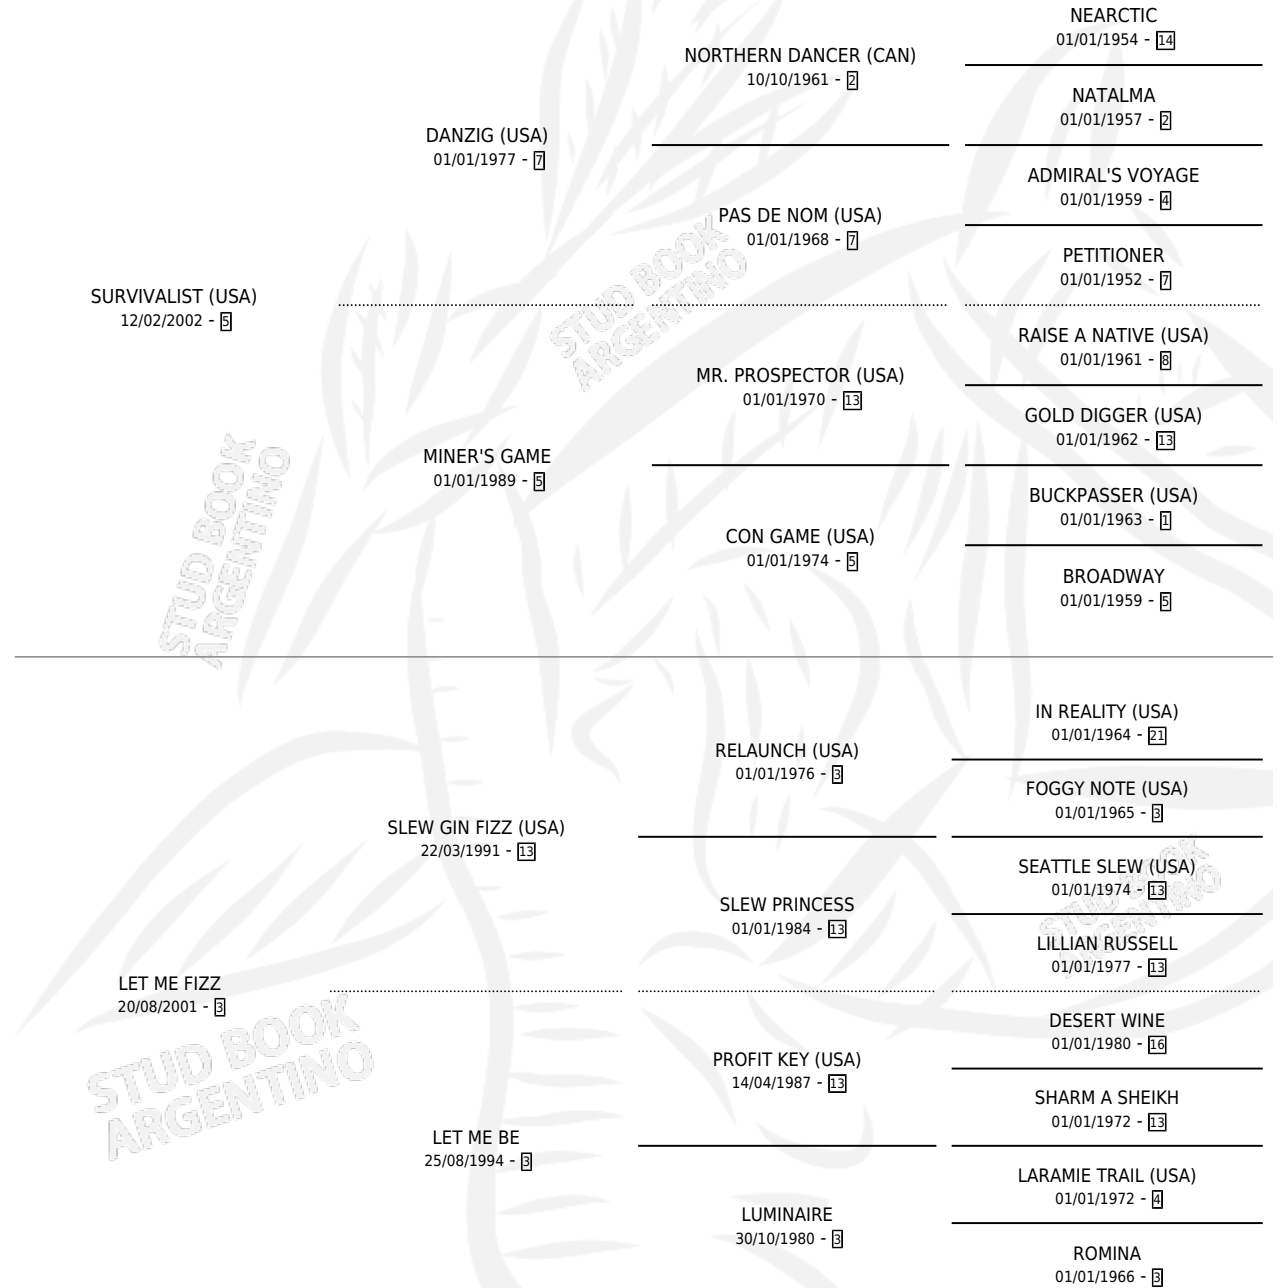 NEARCTIC
01/01/1954 - 14
NORTHERN DANCER (CAN)
10/10/1961 - 2
NATALMA
01/01/1957 - 2
DANZIG (USA)
01/01/1977 - 7
ADMIRAL'S VOYAGE
01/01/1959 - 4
PAS DE NOM (USA)
01/01/1968 - 7
PETITIONER
01/01/1952 - 7
SURVIVALIST (USA)
12/02/2002 - 5
STUD BOOK
ARGENTINO
RAISE A NATIVE (USA)
01/01/1961 - 8
MR. PROSPECTOR (USA)
01/01/1970 - 13
GOLD DIGGER (USA)
01/01/1962 - 13
MINER'S GAME
01/01/1989 - 5
BUCKPASSER (USA)
01/01/1963 - 1
CON GAME (USA)
01/01/1974 - 5
BROADWAY
01/01/1959 - 5
STUD BOOK
ARGENTINO
IN REALITY (USA)
01/01/1964 - 21
RELAUNCH (USA)
01/01/1976 - 3
FOGGY NOTE (USA)
01/01/1965 - 3
SLEW GIN FIZZ (USA)
22/03/1991 - 13
SEATTLE SLEW (USA)
01/01/1974 - 13
STUD BOOK
ARGENTINO
SLEW PRINCESS
01/01/1984 - 13
LILLIAN RUSSELL
01/01/1977 - 13
LET ME FIZZ
20/08/2001 - 3
DESERT WINE
01/01/1980 - 16
PROFIT KEY (USA)
14/04/1987 - 13
SHARM A SHEIKH
01/01/1972 - 13
STUD BOOK
ARGENTINO
LET ME BE
25/08/1994 - 3
LARAMIE TRAIL (USA)
01/01/1972 - 4
LUMINAIRE
30/10/1980 - 3
ROMINA
01/01/1966 - 3